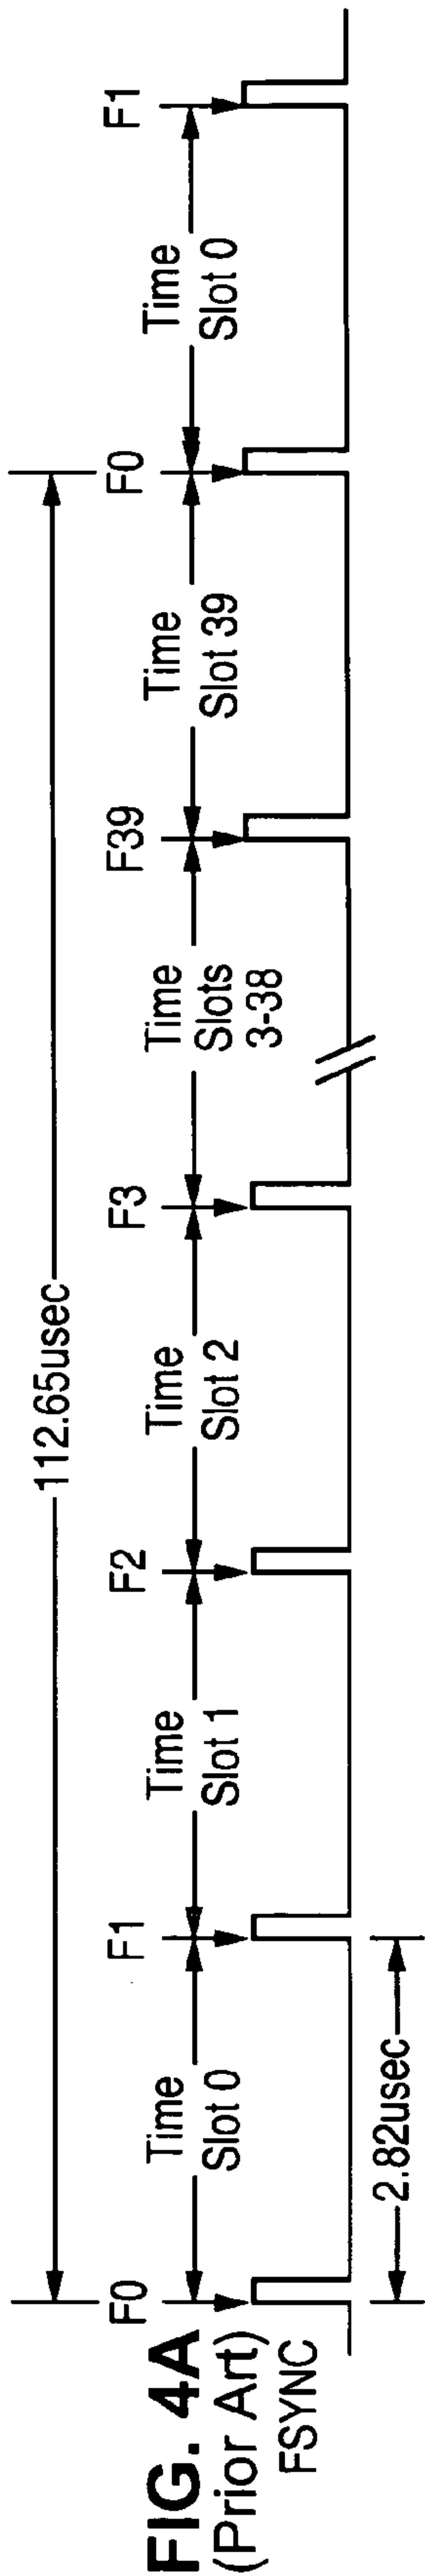 FIG. 4A
(Prior Art)
FSYNC
112.65usec
F0
F1
F2
F3
F39
F0
F1
Time
Slot 0
Time
Slot 1
Time
Slot 2
Time
Slots
3-38
Time
Slot 39
Time
Slot 0
2.82usec